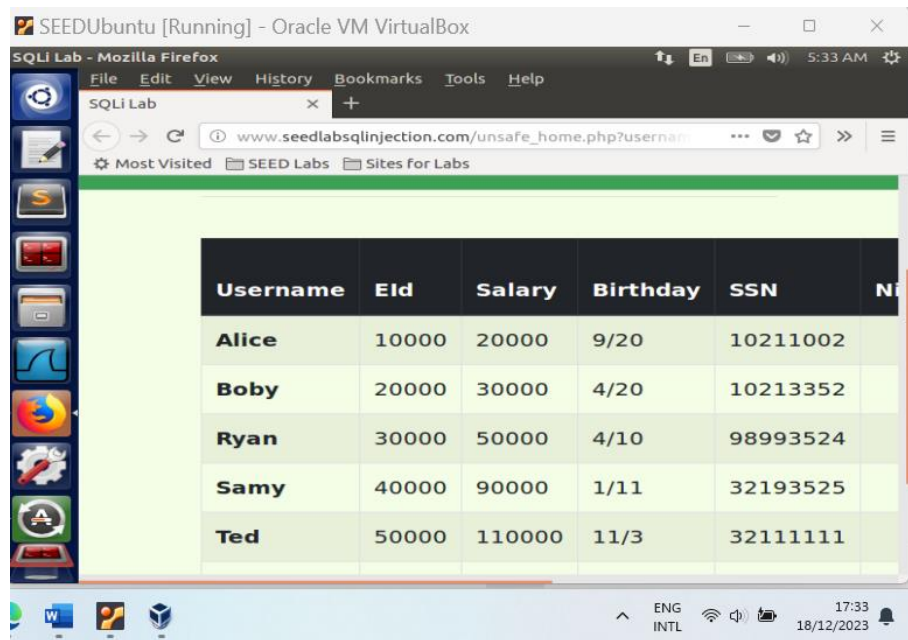 SEEDUbuntu [Running] - Oracle VM VirtualBox
SQLi Lab - Mozilla Firefox En 5:33 AM
File Edit View History Bookmarks Tools Help
SQLi Lab
www.seedlabsqlinjection.com/unsafe_home.php?usernam
Most Visited SEED Labs Sites for Labs
Username EId Salary Birthday SSN Ni
Alice 10000 20000 9/20 10211002
Boby 20000 30000 4/20 10213352
Ryan 30000 50000 4/10 98993524
Samy 40000 90000 1/11 32193525
Ted 50000 110000 11/3 32111111
ENG 17:33
INTL 18/12/2023